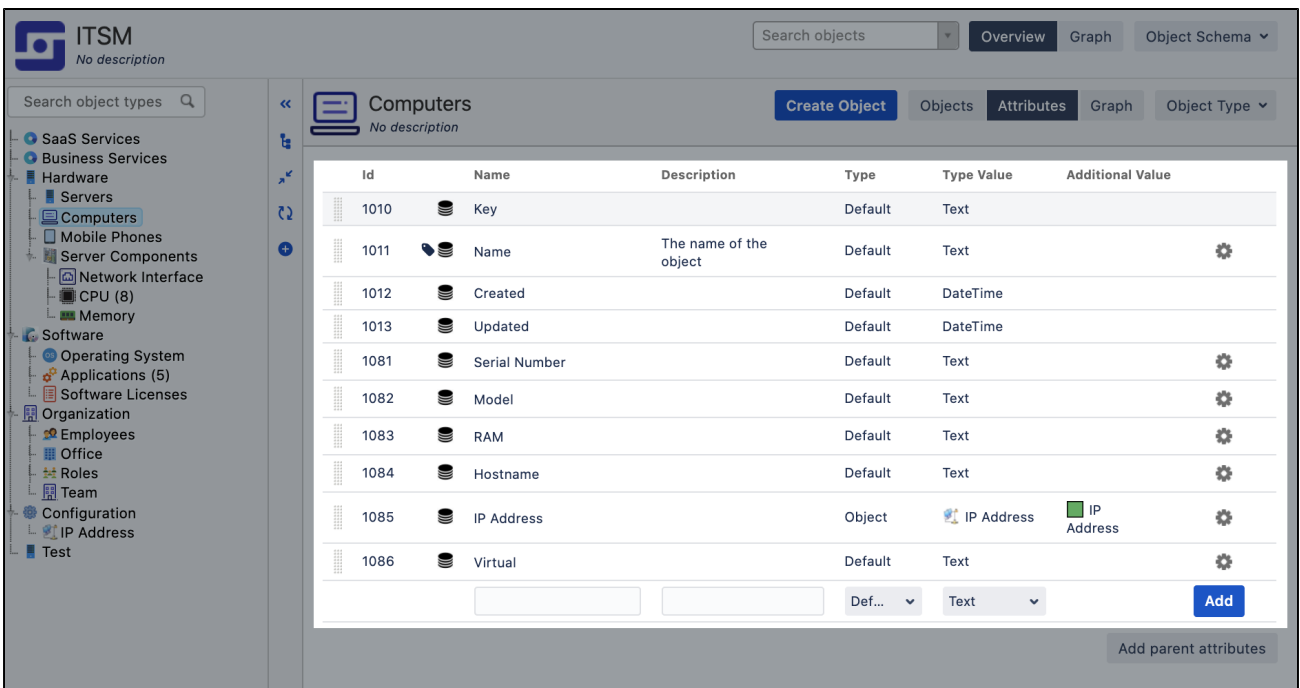 ITSM
No description
Search objects
Overview
Graph
Object Schema
Search object types
SaaS Services
Business Services
Hardware
Servers
Computers
Mobile Phones
Server Components
Network Interface
CPU (8)
Memory
Software
Operating System
Applications (5)
Software Licenses
Organization
Employees
Office
Roles
Team
Configuration
IP Address
Test
Computers
No description
Create Object
Objects
Attributes
Graph
Object Type
Id Name Description Type Type Value Additional Value
1010 Key Default Text
1011 Name The name of the
object Default Text
1012 Created Default DateTime
1013 Updated Default DateTime
1081 Serial Number Default Text
1082 Model Default Text
1083 RAM Default Text
1084 Hostname Default Text
1085 IP Address Object IP Address IP
Address
1086 Virtual Default Text
Def... Text Add
Add parent attributes